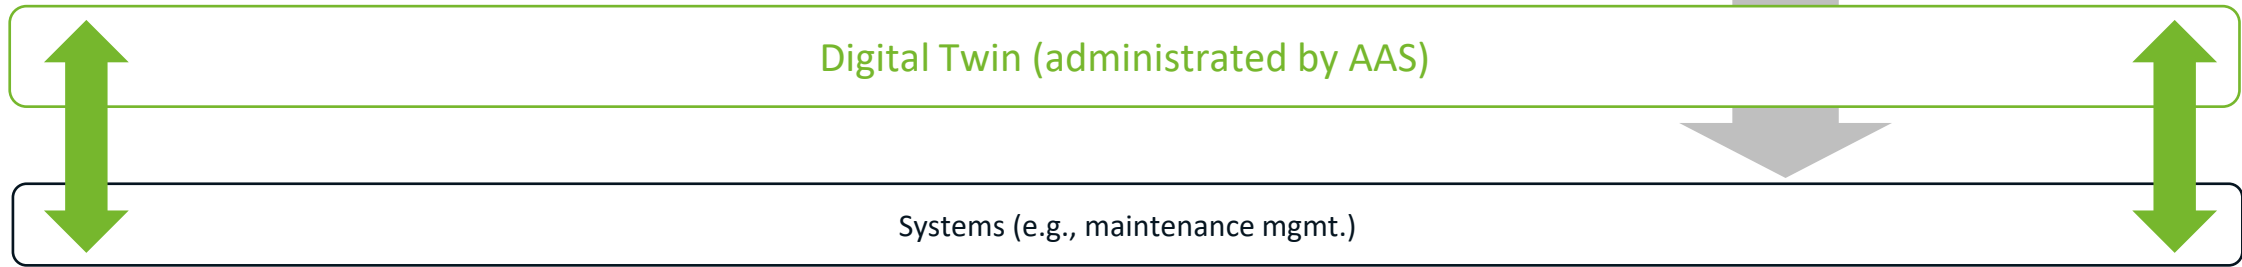 Digital Twin (administrated by AAS)
Systems (e.g., maintenance mgmt.)